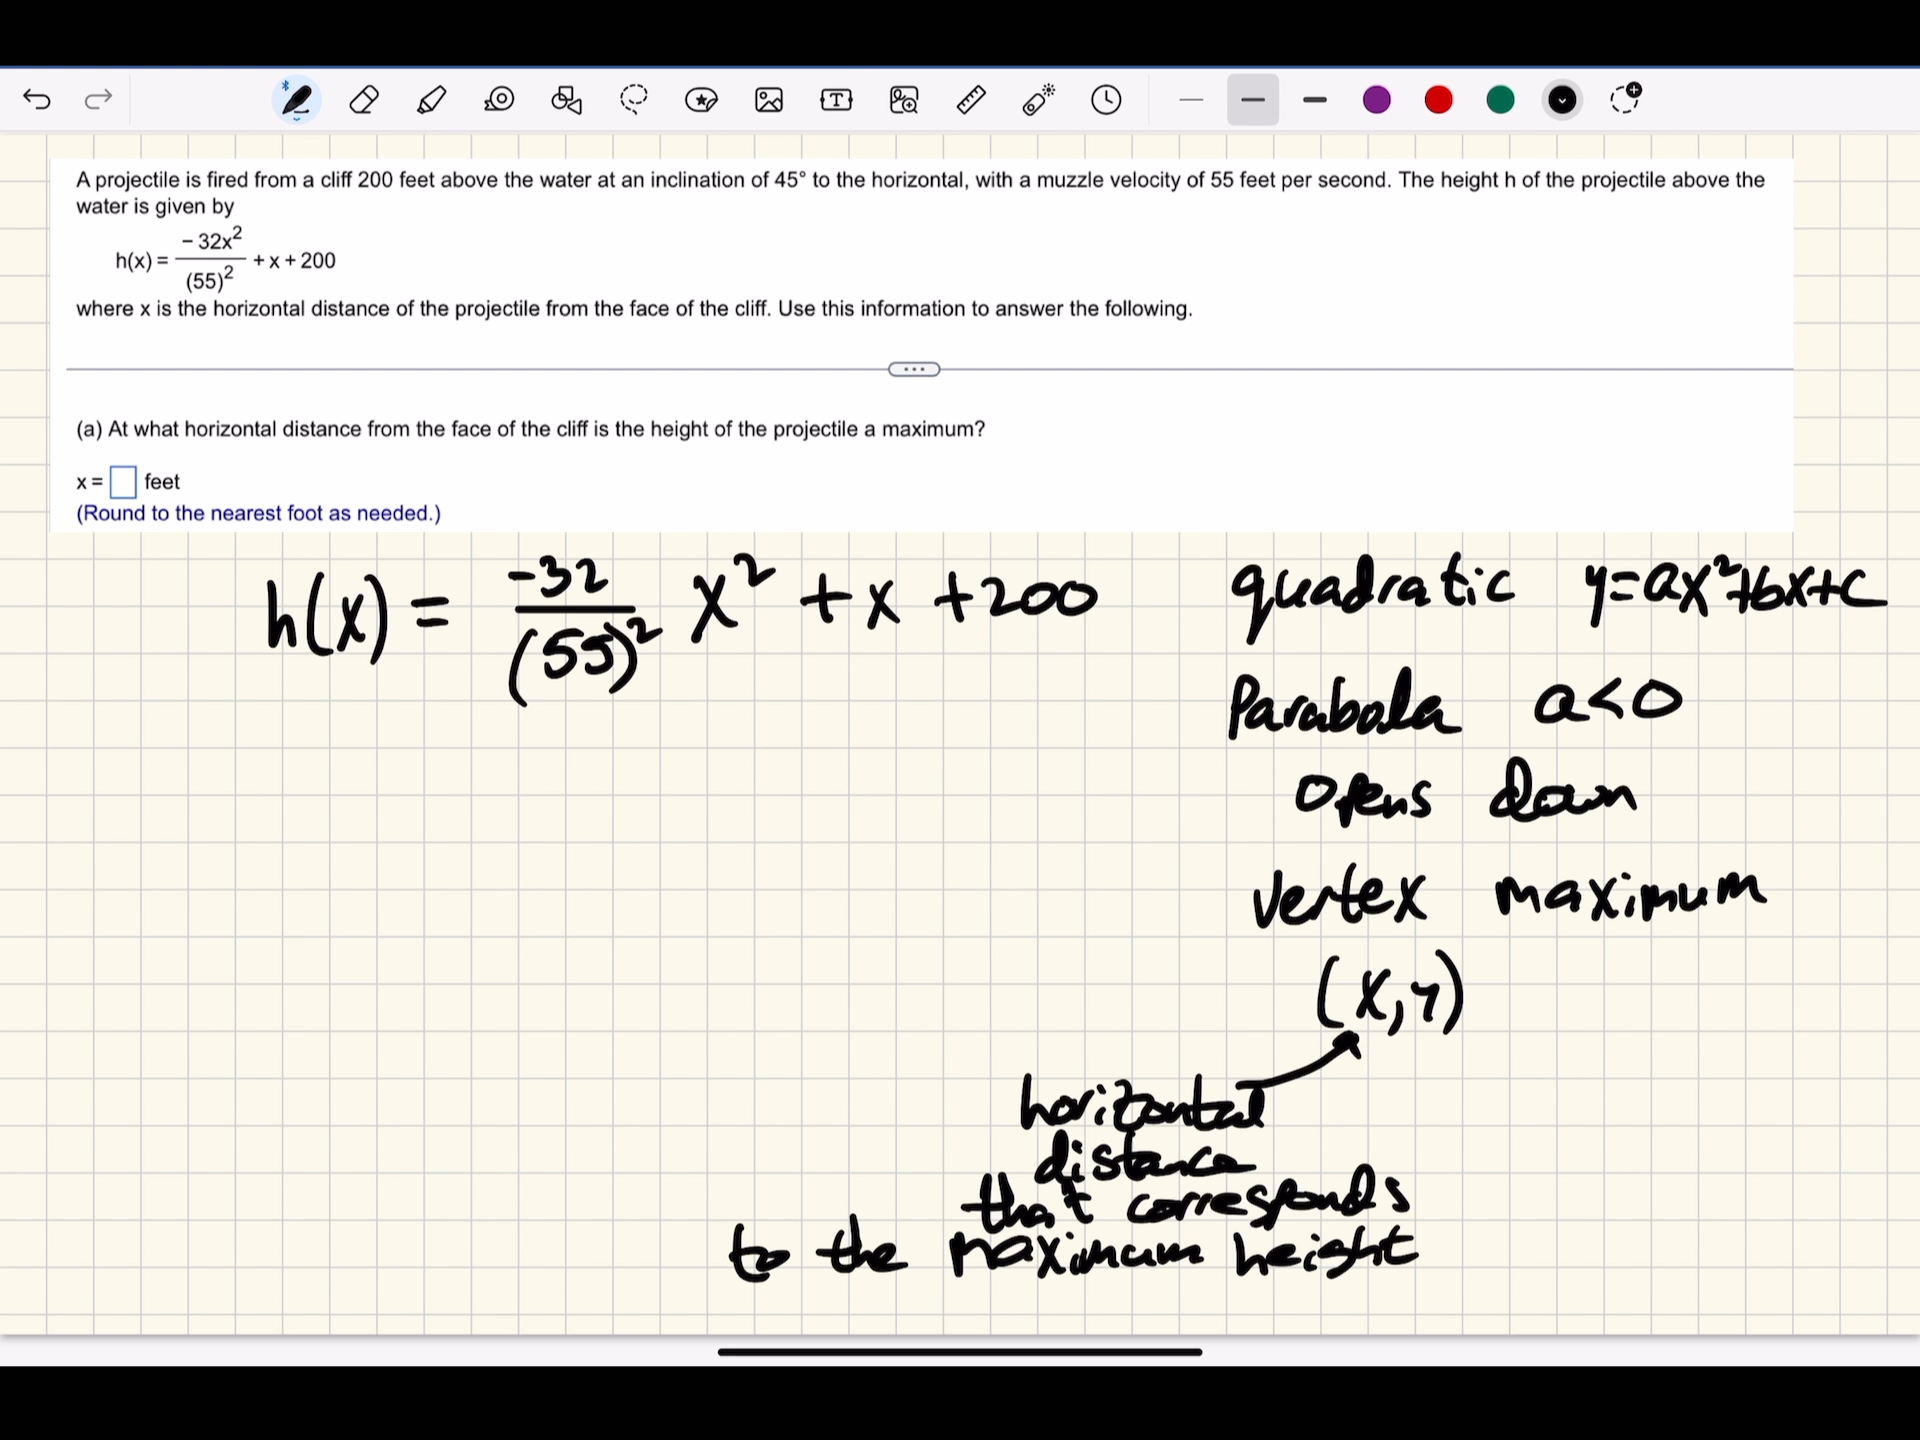 A projectile is fired from a cliff 200 feet above the water at an inclination of 45° to the horizontal, with a muzzle velocity of 55 feet per second. The height h of the projectile above the
water is given by
h(x) = - 32x² / (55)² + x + 200
where x is the horizontal distance of the projectile from the face of the cliff. Use this information to answer the following.
(a) At what horizontal distance from the face of the cliff is the height of the projectile a maximum?
x = feet
(Round to the nearest foot as needed.)
h(x) = -32 / (55)² x² + x + 200
quadratic y=ax²+bx+c
Parabola a<0
opens down
vertex maximum
(x,y)
horizontal
distance
that corresponds
to the maximum height